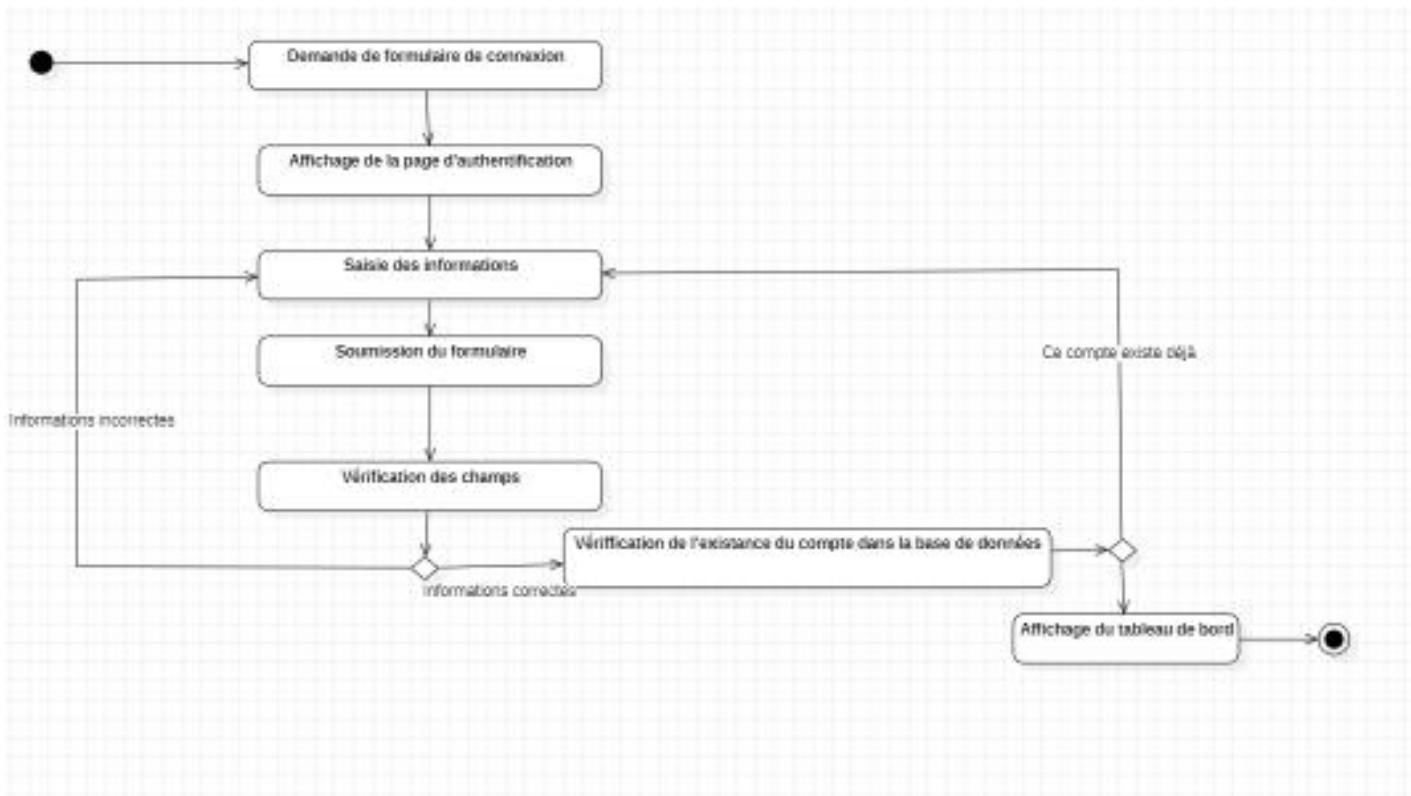 Demande de formulaire de connexion
Affichage de la page d'authentification
Saisie des informations
Soumission du formulaire
Ce compte existe déjà
Informations incorrectes
Vérification des champs
Vériffication de l'existance du compte dans la base de données
Informations correctes
Affichage du tableau de bord